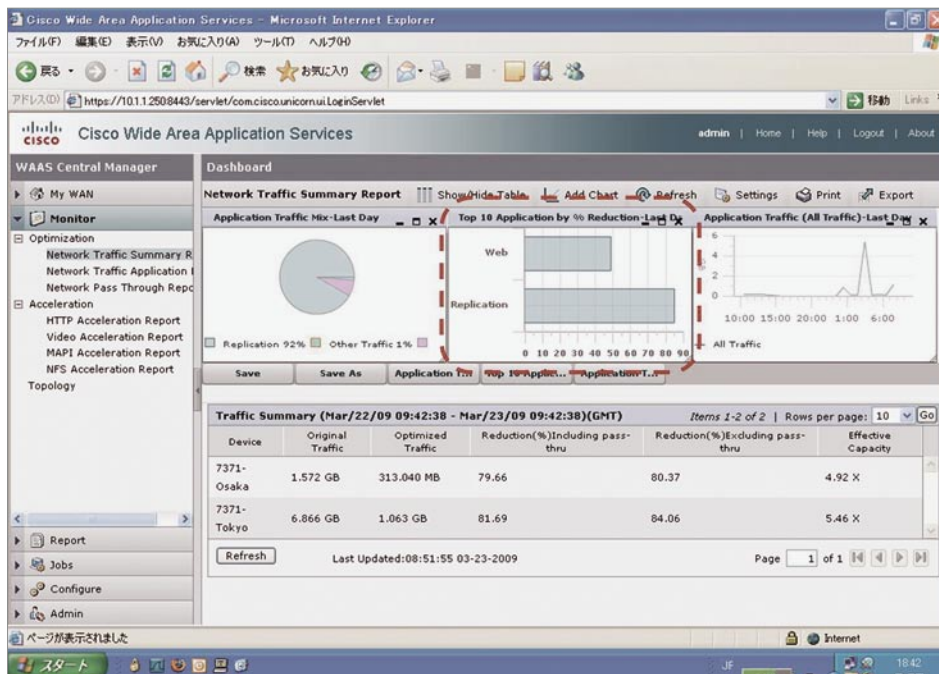 Cisco Wide Area Application Services - Microsoft Internet Explorer
ファイル(F) 編集(E) 表示(V) お気に入り(A) ツール(T) ヘルプ(H)
戻る 検索 お気に入り
アドレス(D) https://10.1.1.250:8443/servlet/com.cisco.unicorn.ui.LoginServlet 移動 Links
CISCO Cisco Wide Area Application Services admin | Home | Help | Logout | About
WAAS Central Manager
My WAN
Monitor
Optimization
Network Traffic Summary R
Network Traffic Application
Network Pass Through Repo
Acceleration
HTTP Acceleration Report
Video Acceleration Report
MAPI Acceleration Report
NFS Acceleration Report
Topology
Report
Jobs
Configure
Admin
Dashboard
Network Traffic Summary Report Show/Hide Table Add Chart Refresh Settings Print Export
Application Traffic Mix-Last Day
Replication 92% Other Traffic 1%
Top 10 Application by % Reduction-Last D
Web
Replication
0 10 20 30 40 50 60 70 80 90
Application Traffic (All Traffic)-Last Day
6
4
2
0
10:00 15:00 20:00 1:00 6:00
All Traffic
Save Save As Application T... Top 10 Applic... Application T...
Traffic Summary (Mar/22/09 09:42:38 - Mar/23/09 09:42:38)(GMT) Items 1-2 of 2 | Rows per page: 10 Go
Device Original Traffic Optimized Traffic Reduction(%)Including pass-thru Reduction(%)Excluding pass-thru Effective Capacity
7371-Osaka 1.572 GB 313.040 MB 79.66 80.37 4.92 X
7371-Tokyo 6.866 GB 1.063 GB 81.69 84.06 5.46 X
Refresh Last Updated:08:51:55 03-23-2009 Page 1 of 1
ページが表示されました Internet
スタート JP 18:42